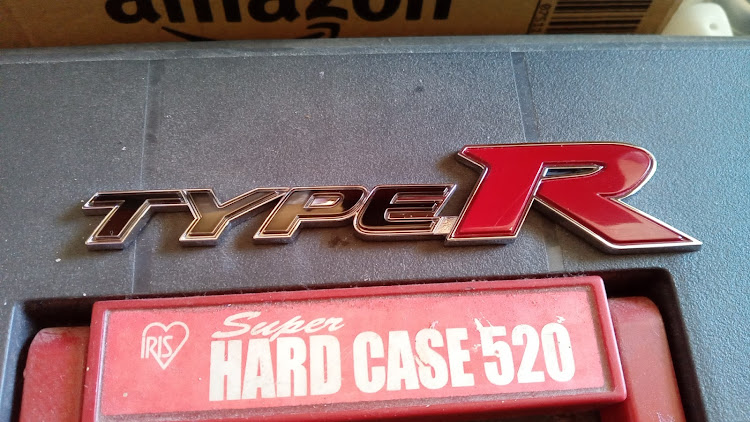 amazon
TYPE R
IRIS
Super
HARD CASE 520